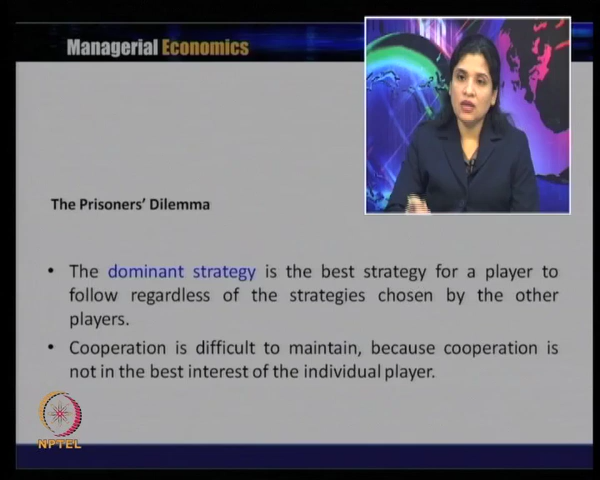 Managerial Economics
The Prisoners' Dilemma
• The dominant strategy is the best strategy for a player to
follow regardless of the strategies chosen by the other
players.
• Cooperation is difficult to maintain, because cooperation is
not in the best interest of the individual player.
NPTEL